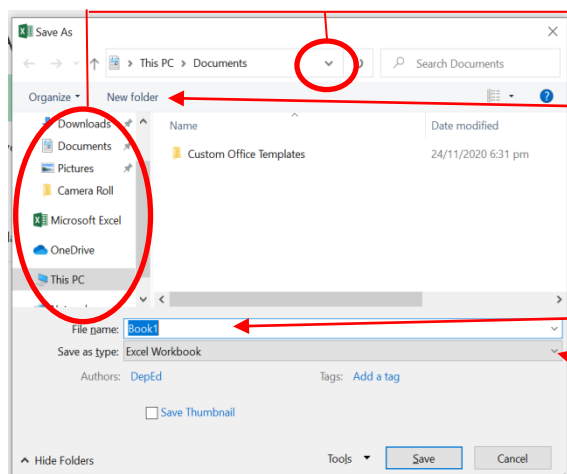 Save As
This PC > Documents
Search Documents
Organize
New folder
Downloads
Documents
Pictures
Camera Roll
Microsoft Excel
OneDrive
This PC
Name
Date modified
Custom Office Templates
24/11/2020 6:31 pm
File name: Book1
Save as type: Excel Workbook
Authors: DepEd
Tags: Add a tag
Save Thumbnail
Hide Folders
Tools
Save
Cancel